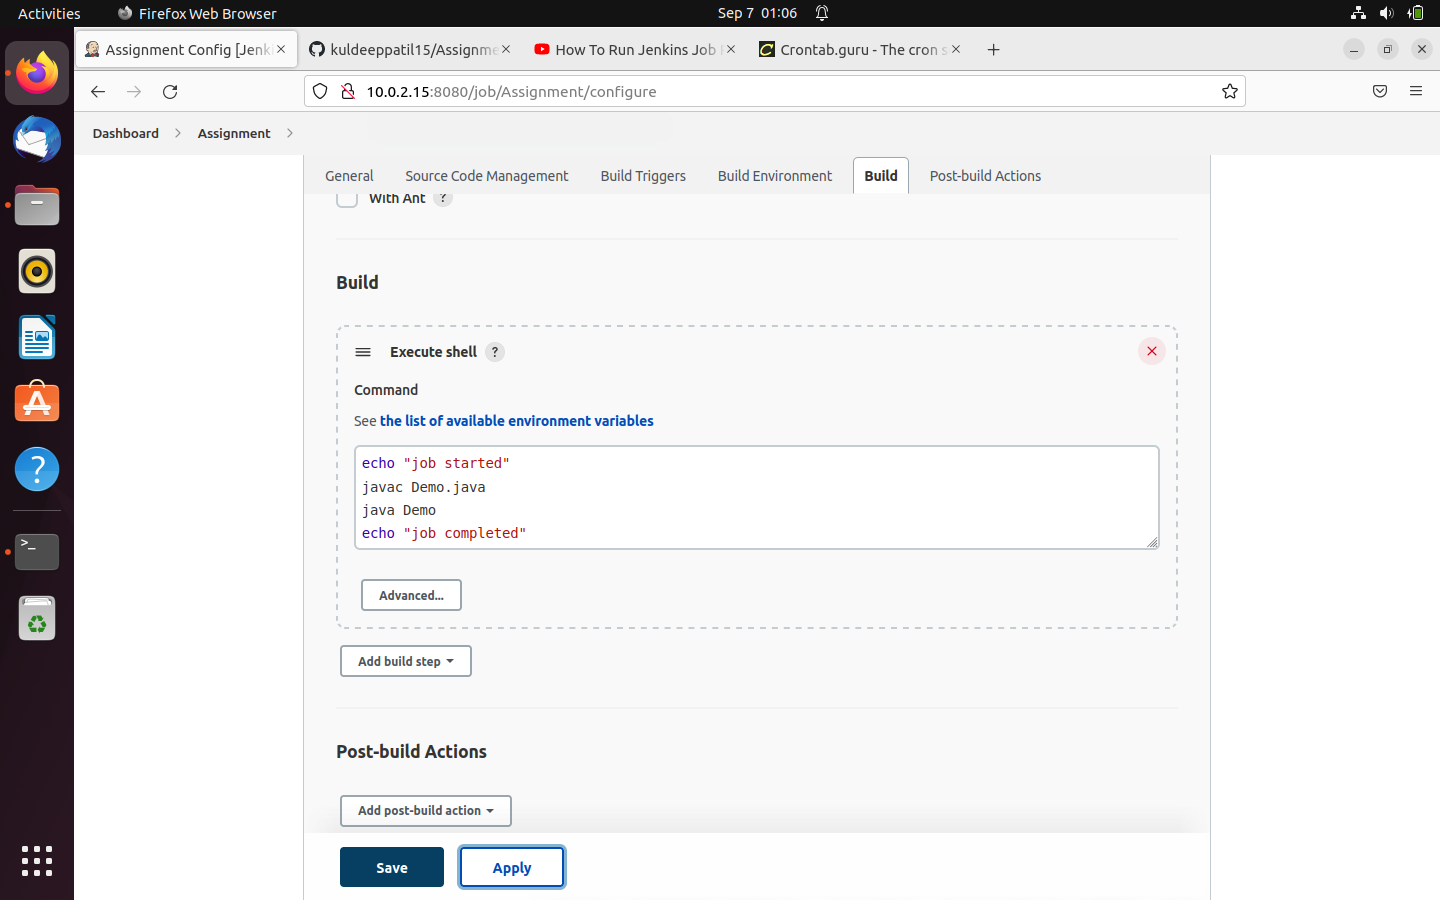 Activities Firefox Web Browser Sep 7 01:06
Assignment Config [Jenk kuldeeppatil15/Assignme How To Run Jenkins Job Crontab.guru - The cron s
10.0.2.15:8080/job/Assignment/configure
Dashboard Assignment
General Source Code Management Build Triggers Build Environment Build Post-build Actions
With Ant ?
Build
Execute shell ?
Command
See the list of available environment variables
echo "job started"
javac Demo.java
java Demo
echo "job completed"
Advanced...
Add build step
Post-build Actions
Add post-build action
Save Apply